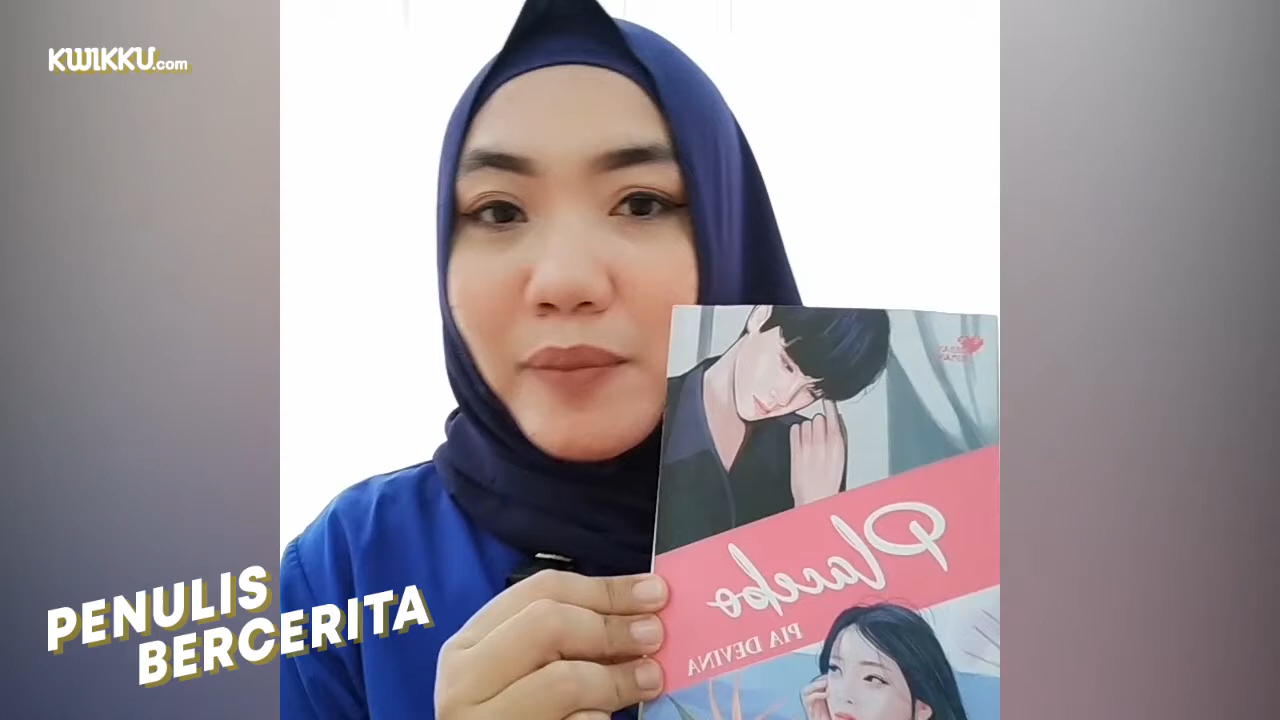 KWIKKU.com
Placebo
PIA DEVINA
PENULIS
BERCERITA